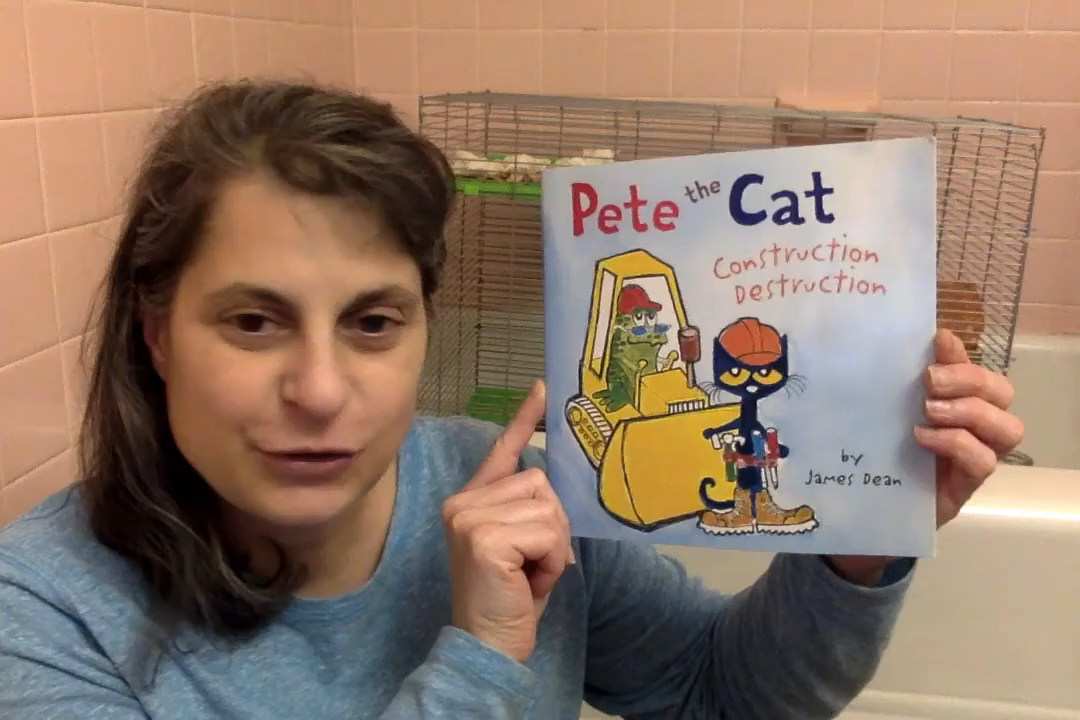 Pete the Cat
Construction
Destruction
by
James Dean